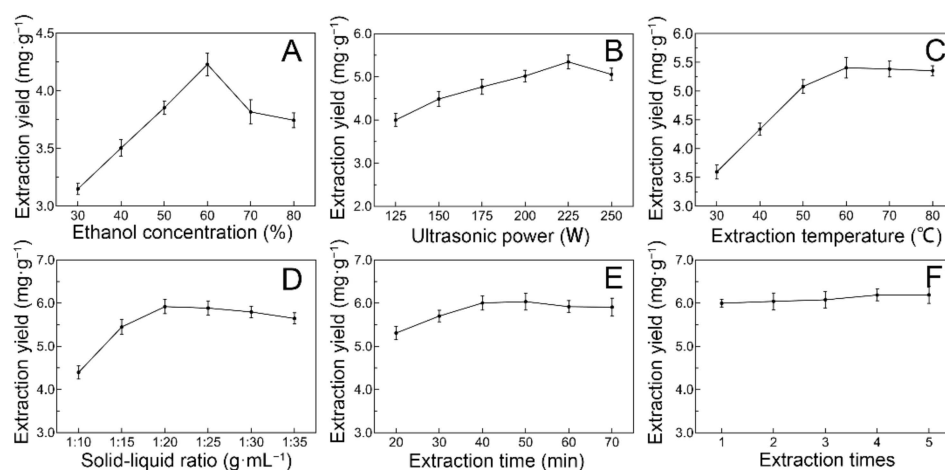 A
Extraction yield (mg·g⁻¹)
4.5
4.0
3.5
3.0
30 40 50 60 70 80
Ethanol concentration (%)
B
Extraction yield (mg·g⁻¹)
6.0
5.0
4.0
3.0
2.0
125 150 175 200 225 250
Ultrasonic power (W)
C
Extraction yield (mg·g⁻¹)
6.0
5.5
5.0
4.5
4.0
3.5
3.0
30 40 50 60 70 80
Extraction temperature (℃)
D
Extraction yield (mg·g⁻¹)
7.0
6.0
5.0
4.0
3.0
1:10 1:15 1:20 1:25 1:30 1:35
Solid-liquid ratio (g·mL⁻¹)
E
Extraction yield (mg·g⁻¹)
7.0
6.0
5.0
4.0
3.0
20 30 40 50 60 70
Extraction time (min)
F
Extraction yield (mg·g⁻¹)
7.0
6.0
5.0
4.0
3.0
1 2 3 4 5
Extraction times